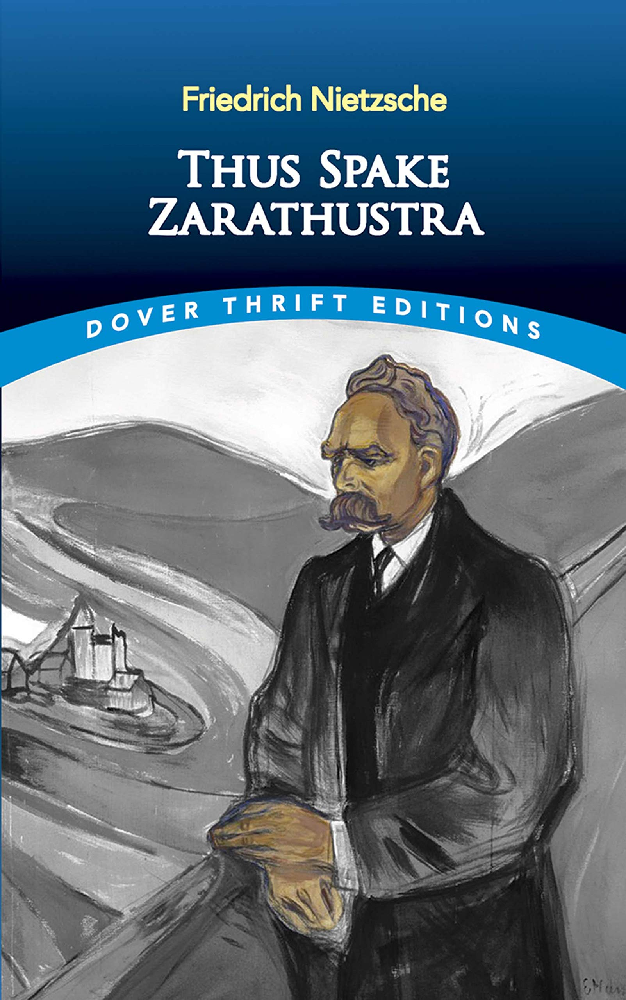 Friedrich Nietzsche
THUS SPAKE
ZARATHUSTRA
DOVER THRIFT EDITIONS